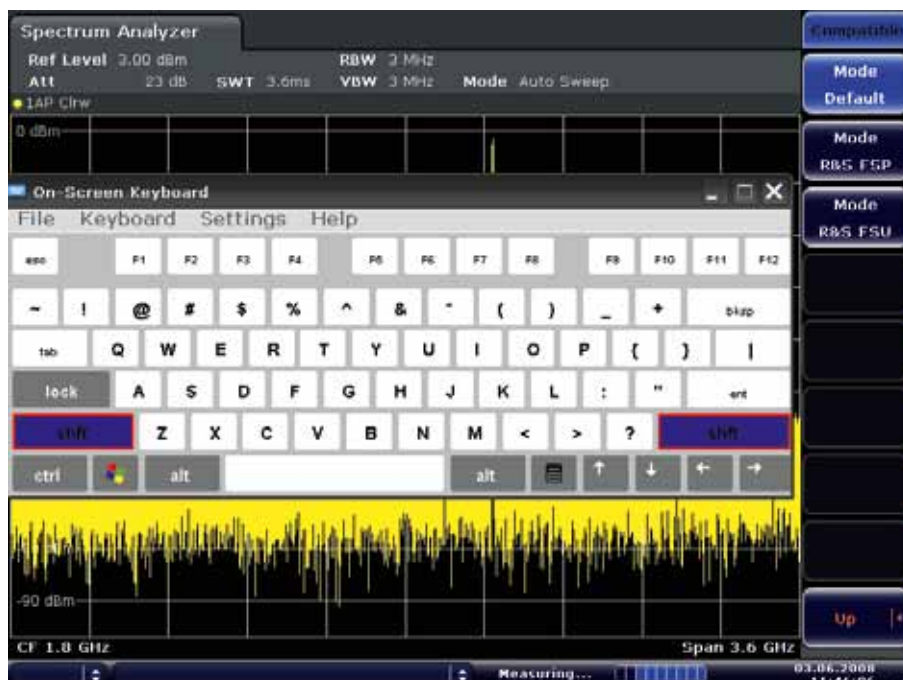 Spectrum Analyzer
Compatible
Ref Level 3.00 dBm RBW 3 MHz
Att 23 dB SWT 3.6ms VBW 3 MHz Mode Auto Sweep
Mode
Default
1AP Clrw
0 dBm
Mode
R&S FSP
On-Screen Keyboard
Mode
R&S FSU
File Keyboard Settings Help
esc F1 F2 F3 F4 F5 F6 F7 F8 F9 F10 F11 F12
~ ! @ # $ % ^ & * ( ) _ + bksp
tab Q W E R T Y U I O P { } |
lock A S D F G H J K L : " ent
shft Z X C V B N M < > ? shft
ctrl alt alt ↑ ↓ ← →
-90 dBm
Up
CF 1.8 GHz Span 3.6 GHz
Measuring...
03.06.2008